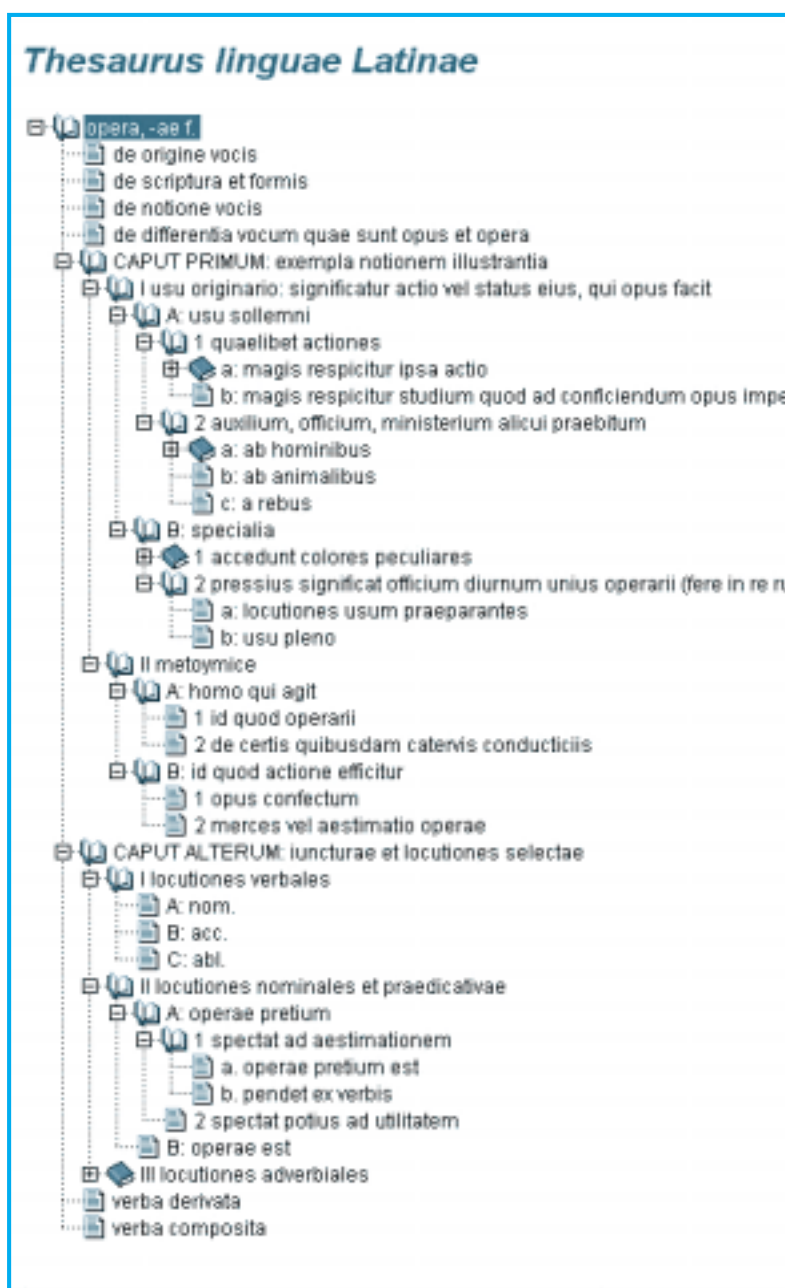 Thesaurus linguae Latinae
opera, -ae f.
de origine vocis
de scriptura et formis
de notione vocis
de differentia vocum quae sunt opus et opera
CAPUT PRIMUM: exempla notionem illustrantia
I usu originario: significatur actio vel status eius, qui opus facit
A: usu sollemni
1 quaelibet actiones
a: magis respicitur ipsa actio
b: magis respicitur studium quod ad conficiendum opus impe
2 auxilium, officium, ministerium alicui praebitum
a: ab hominibus
b: ab animalibus
c: a rebus
B: specialia
1 accedunt colores peculiares
2 pressius significat officium diurnum unius operarii (fere in re ru
a: locutiones usum praeparantes
b: usu pleno
II metoymice
A: homo qui agit
1 id quod operarii
2 de certis quibusdam catervis conducticiis
B: id quod actione efficitur
1 opus confectum
2 merces vel aestimatio operae
CAPUT ALTERUM: iuncturae et locutiones selectae
I locutiones verbales
A: nom.
B: acc.
C: abl.
II locutiones nominales et praedicativae
A: operae pretium
1 spectat ad aestimationem
a. operae pretium est
b. pendet ex verbis
2 spectat potius ad utilitatem
B: operae est
III locutiones adverbiales
verba derivata
verba composita